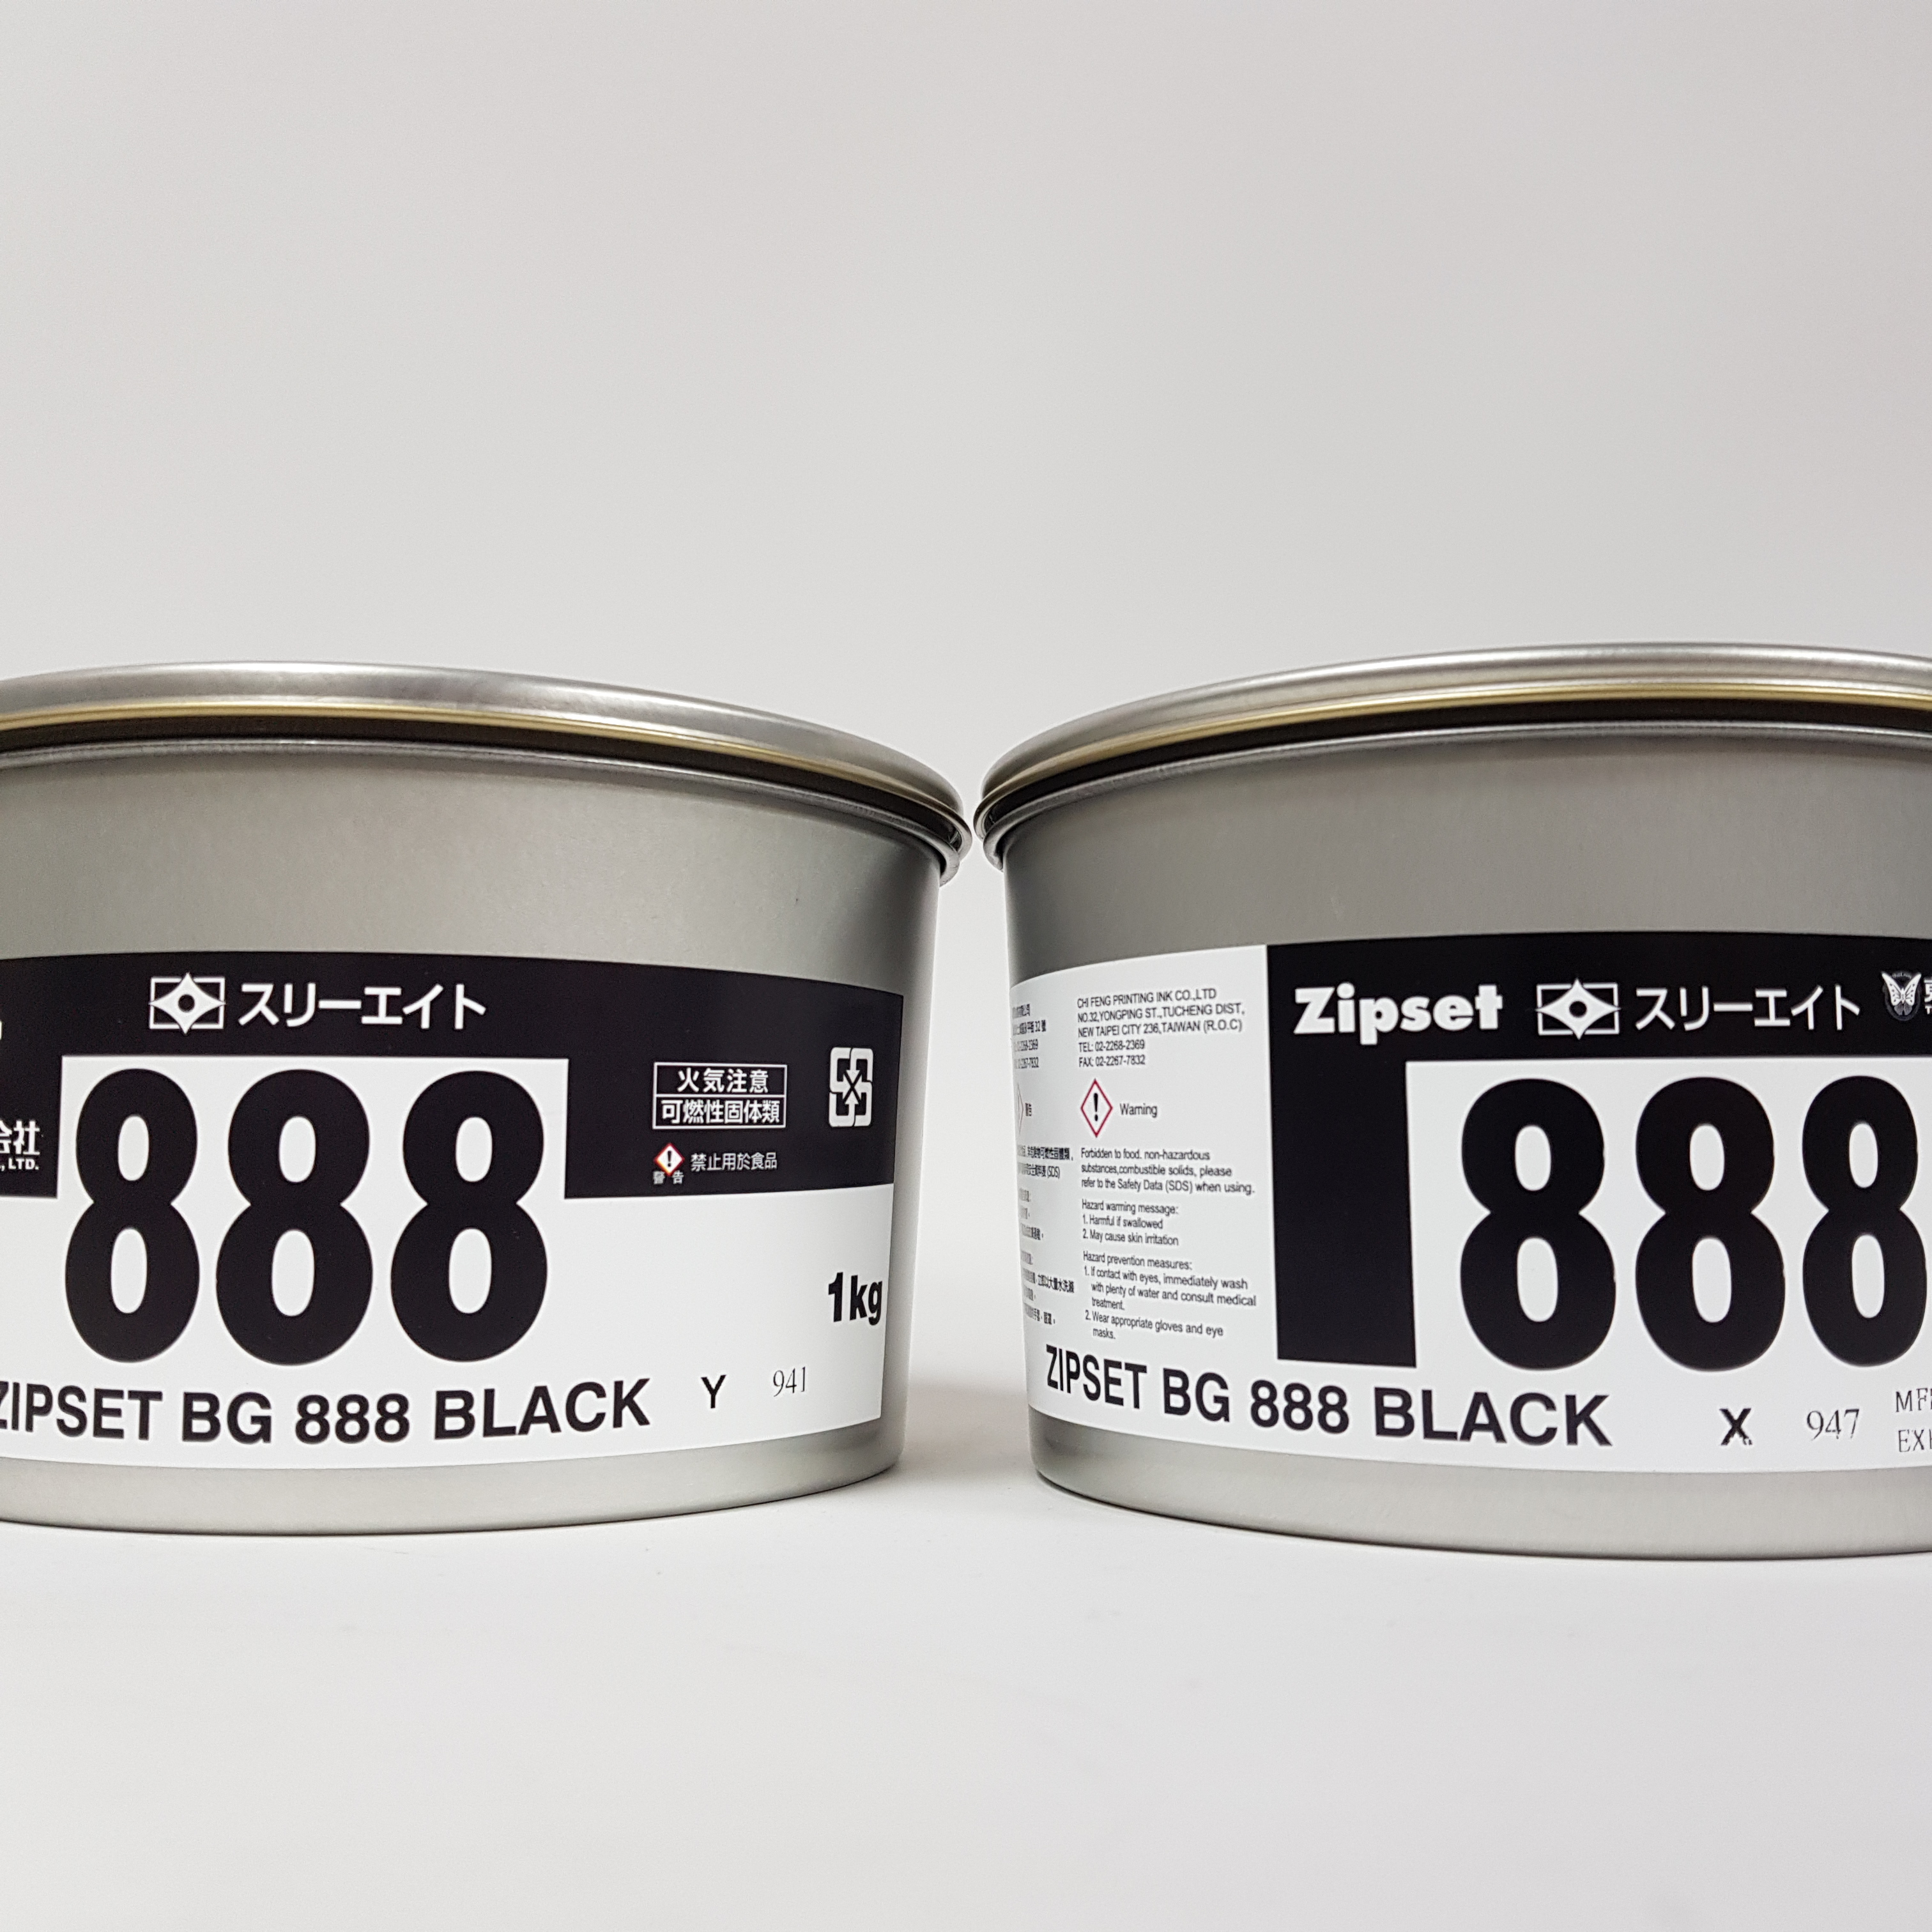 スリーエイト
会社
, LTD.
888
火気注意
可燃性固体類
警告
禁止用於食品
1kg
ZIPSET BG 888 BLACK Y 941
CHI FENG PRINTING INK CO.,LTD
NO.32,YONGPING ST.,TUCHENG DIST,
NEW TAIPEI CITY 236,TAIWAN (R.O.C)
TEL: 02-2268-2369
FAX: 02-2267-7832
Warning
Forbidden to food. non-hazardous
substances,combustible solids, please
refer to the Safety Data (SDS) when using.
Hazard warning message:
1. Harmful if swallowed
2. May cause skin irritation
Hazard prevention measures:
1. If contact with eyes, immediately wash
with plenty of water and consult medical
treatment.
2. Wear appropriate gloves and eye
masks.
Zipset スリーエイト
888
ZIPSET BG 888 BLACK X 947